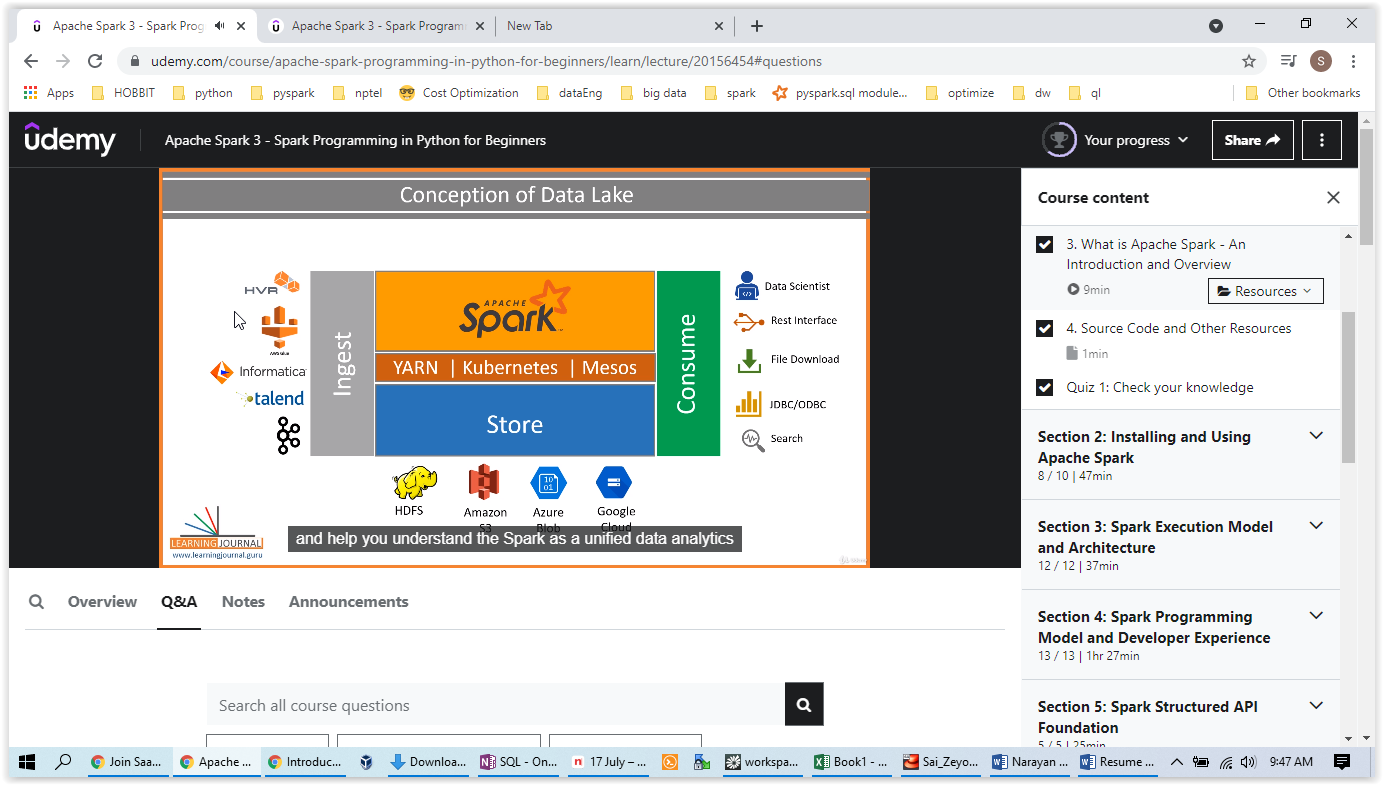 Apache Spark 3 - Spark Prog
Apache Spark 3 - Spark Program
New Tab
udemy.com/course/apache-spark-programming-in-python-for-beginners/learn/lecture/20156454#questions
S
Apps
HOBBIT
python
pyspark
nptel
Cost Optimization
dataEng
big data
spark
pyspark.sql module...
optimize
dw
ql
Other bookmarks
udemy
Apache Spark 3 - Spark Programming in Python for Beginners
Your progress
Share
Conception of Data Lake
HVR
AWS Glue
Informatica
talend
Ingest
APACHE
Spark
YARN | Kubernetes | Mesos
Store
Consume
Data Scientist
Rest Interface
File Download
JDBC/ODBC
Search
HDFS
Amazon
S3
10
01
Azure
Blob
Google
Cloud
LEARNING JOURNAL
www.learningjournal.guru
and help you understand the Spark as a unified data analytics
Course content
3. What is Apache Spark - An
Introduction and Overview
9min
Resources
4. Source Code and Other Resources
1min
Quiz 1: Check your knowledge
Section 2: Installing and Using
Apache Spark
8 / 10 | 47min
Section 3: Spark Execution Model
and Architecture
12 / 12 | 37min
Section 4: Spark Programming
Model and Developer Experience
13 / 13 | 1hr 27min
Section 5: Spark Structured API
Foundation
5 / 5 | 25min
Overview
Q&A
Notes
Announcements
Search all course questions
Join Saa...
Apache ...
Introduc...
Downloa...
SQL - On...
17 July – ...
workspa...
Book1 - ...
Sai_Zeyo...
Narayan ...
Resume ...
9:47 AM